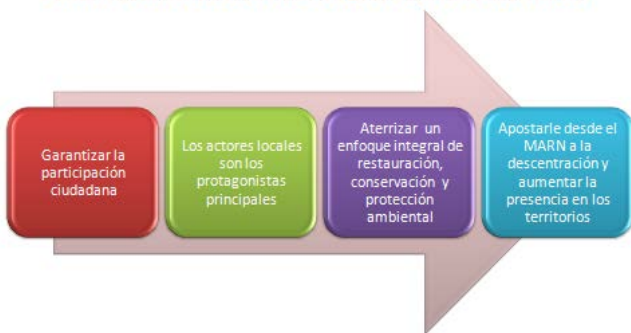 Garantizar la
participación
ciudadana
Los actores locales
son los
protagonistas
principales
Aterrizar un
enfoque integral de
restauración,
conservación y
protección
ambiental
Apostarle desde el
MARN a la
descentración y
aumentar la
presencia en los
territorios